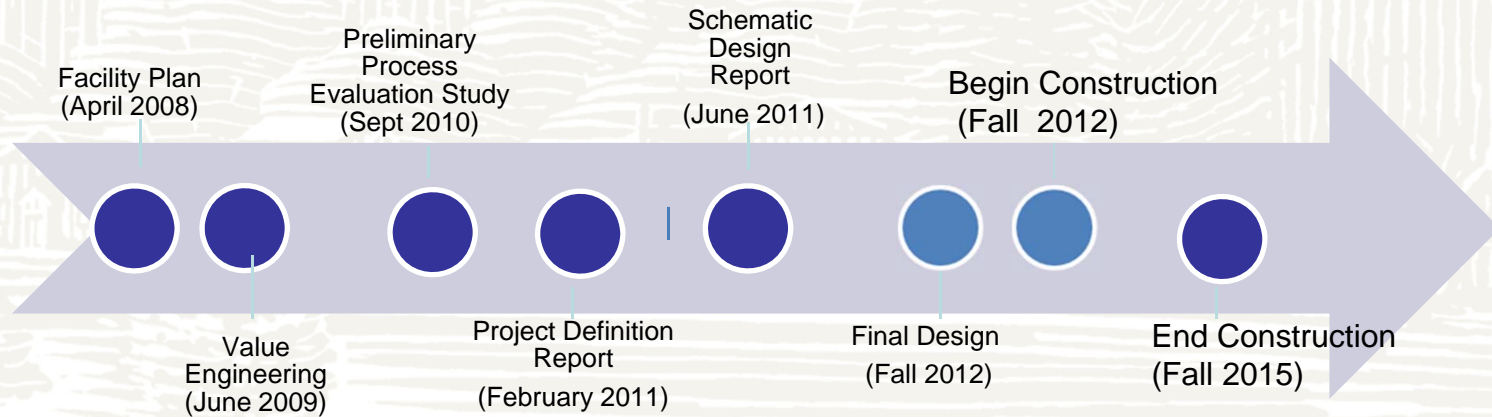 Facility Plan
(April 2008)
Value
Engineering
(June 2009)
Preliminary
Process
Evaluation Study
(Sept 2010)
Project Definition
Report
(February 2011)
Schematic
Design
Report
(June 2011)
Final Design
(Fall 2012)
Begin Construction
(Fall 2012)
End Construction
(Fall 2015)